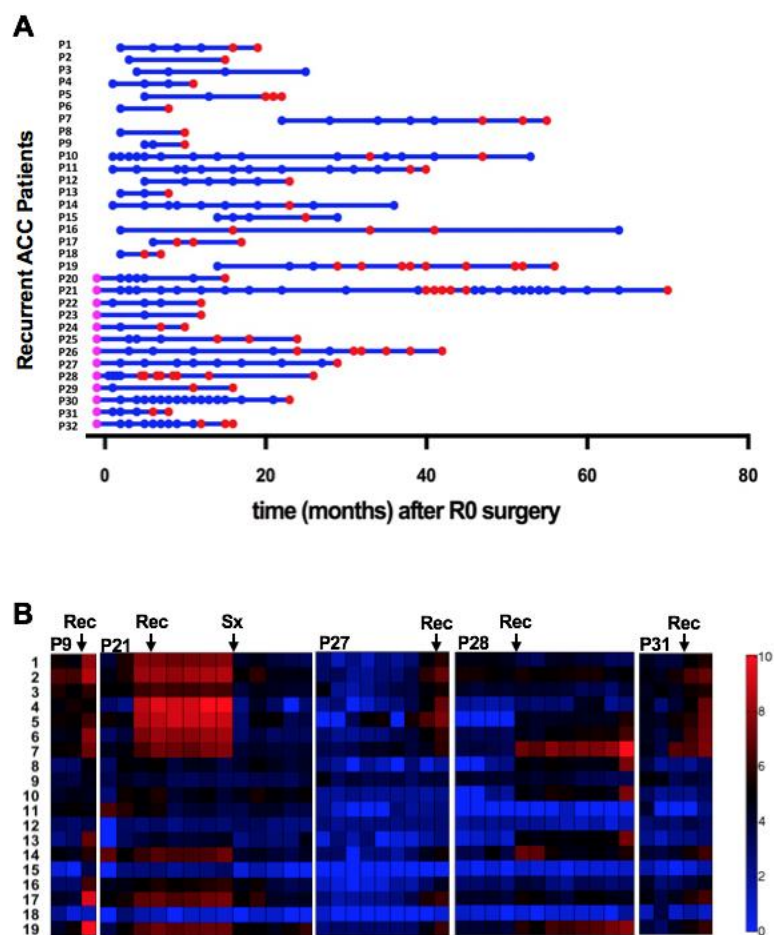 A
Recurrent ACC Patients
P1
P2
P3
P4
P5
P6
P7
P8
P9
P10
P11
P12
P13
P14
P15
P16
P17
P18
P19
P20
P21
P22
P23
P24
P25
P26
P27
P28
P29
P30
P31
P32
0 20 40 60 80
time (months) after R0 surgery
B
Rec Rec Sx Rec Rec Rec
P9 P21 P27 P28 P31
1
2
3
4
5
6
7
8
9
10
11
12
13
14
15
16
17
18
19
10
8
6
4
2
0